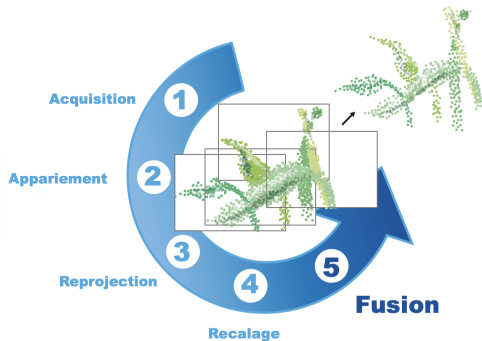 1
Acquisition
2
Appariement
3
Reprojection
4
Recalage
5
Fusion